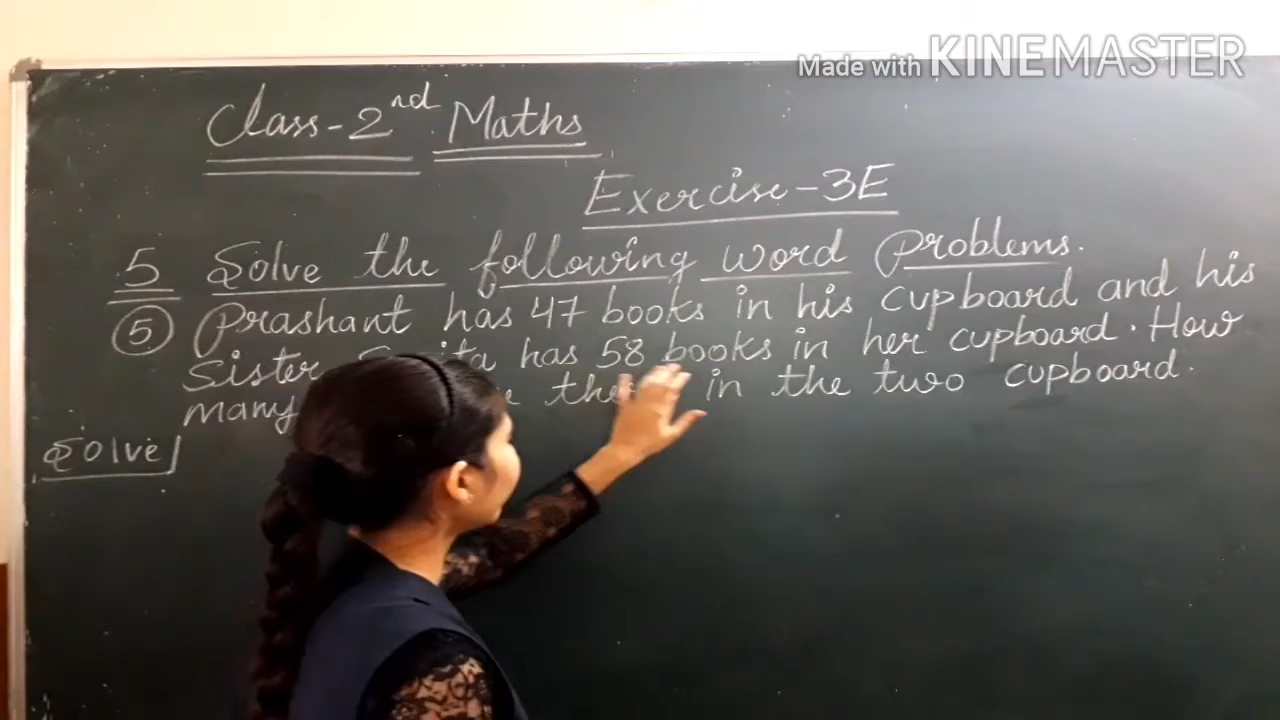 Made with KINEMASTER
Class-2nd Maths
Exercise-3E
5 Solve the following word Problems.
5 Prashant has 47 books in his cupboard and his
Sister has 58 books in her cupboard. How
many in the two cupboard.
Solve